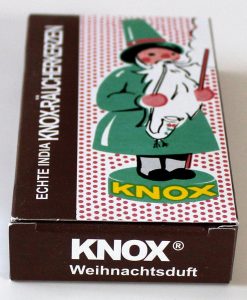 ECHTE INDIA KNOX-RÄUCHERKERZEN
KNOX
KNOX®
Weihnachtsduft